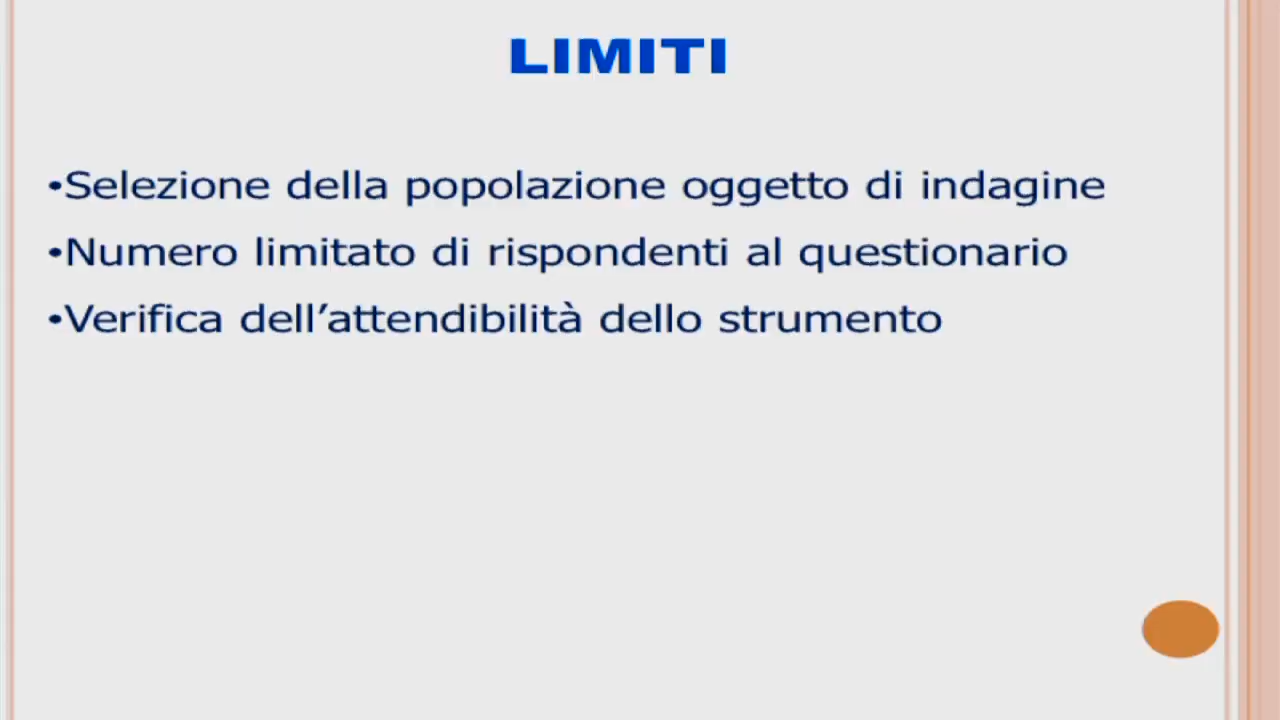 LIMITI
•Selezione della popolazione oggetto di indagine
•Numero limitato di rispondenti al questionario
•Verifica dell’attendibilità dello strumento